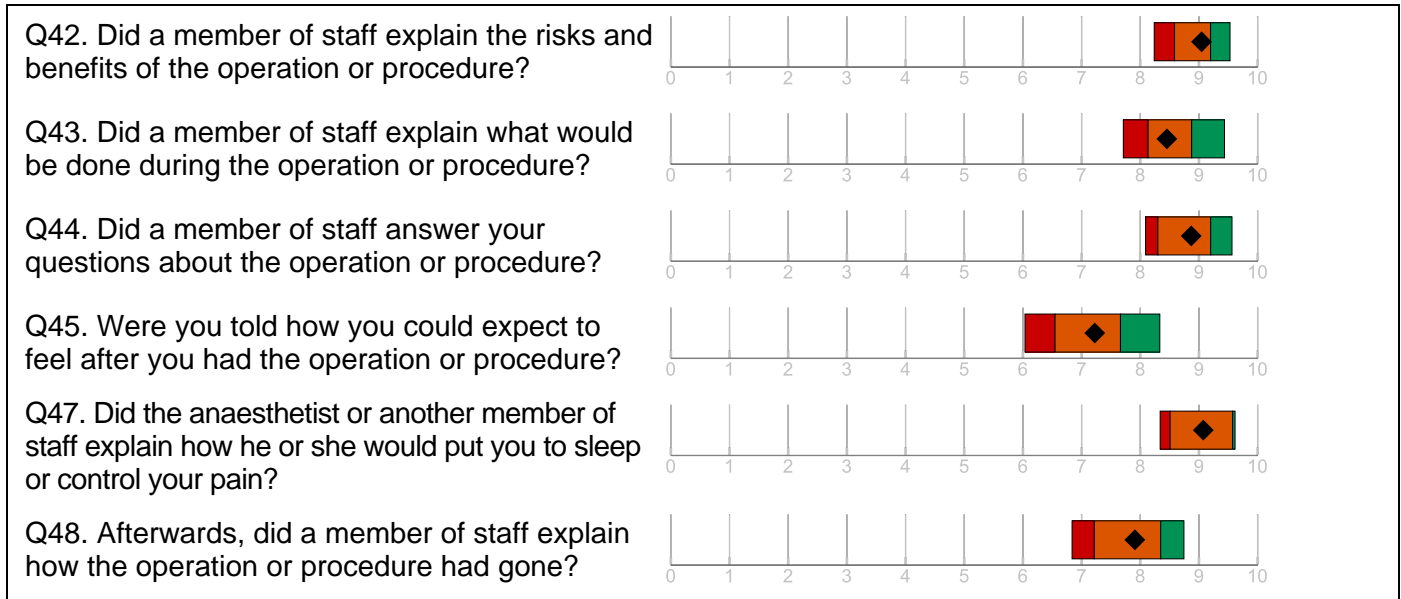 Q42. Did a member of staff explain the risks and
benefits of the operation or procedure?
0 1 2 3 4 5 6 7 8 9 10
Q43. Did a member of staff explain what would
be done during the operation or procedure?
0 1 2 3 4 5 6 7 8 9 10
Q44. Did a member of staff answer your
questions about the operation or procedure?
0 1 2 3 4 5 6 7 8 9 10
Q45. Were you told how you could expect to
feel after you had the operation or procedure?
0 1 2 3 4 5 6 7 8 9 10
Q47. Did the anaesthetist or another member of
staff explain how he or she would put you to sleep
or control your pain?
0 1 2 3 4 5 6 7 8 9 10
Q48. Afterwards, did a member of staff explain
how the operation or procedure had gone?
0 1 2 3 4 5 6 7 8 9 10